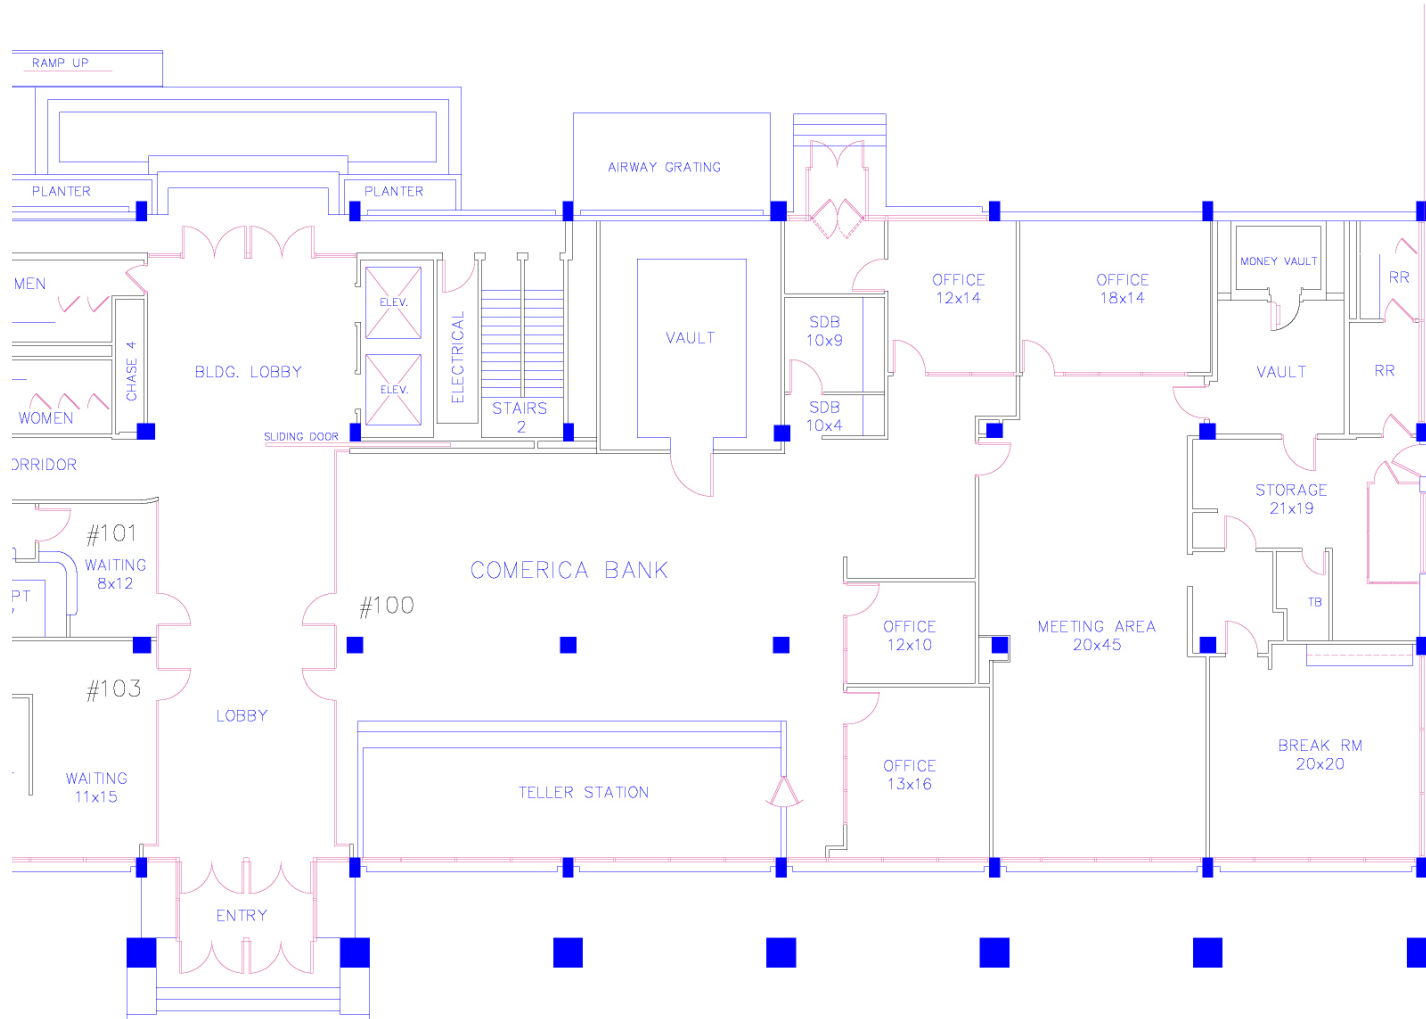 RAMP UP
PLANTER
PLANTER
AIRWAY GRATING
MEN
ELEV.
OFFICE
12x14
OFFICE
18x14
MONEY VAULT
RR
SDB
10x9
VAULT
ELECTRICAL
CHASE 4
BLDG. LOBBY
ELEV.
VAULT
RR
WOMEN
STAIRS
2
SDB
10x4
SLIDING DOOR
ORRIDOR
STORAGE
21x19
#101
WAITING
8x12
COMERICA BANK
PT
#100
TB
OFFICE
12x10
MEETING AREA
20x45
#103
LOBBY
BREAK RM
20x20
WAITING
11x15
TELLER STATION
OFFICE
13x16
ENTRY